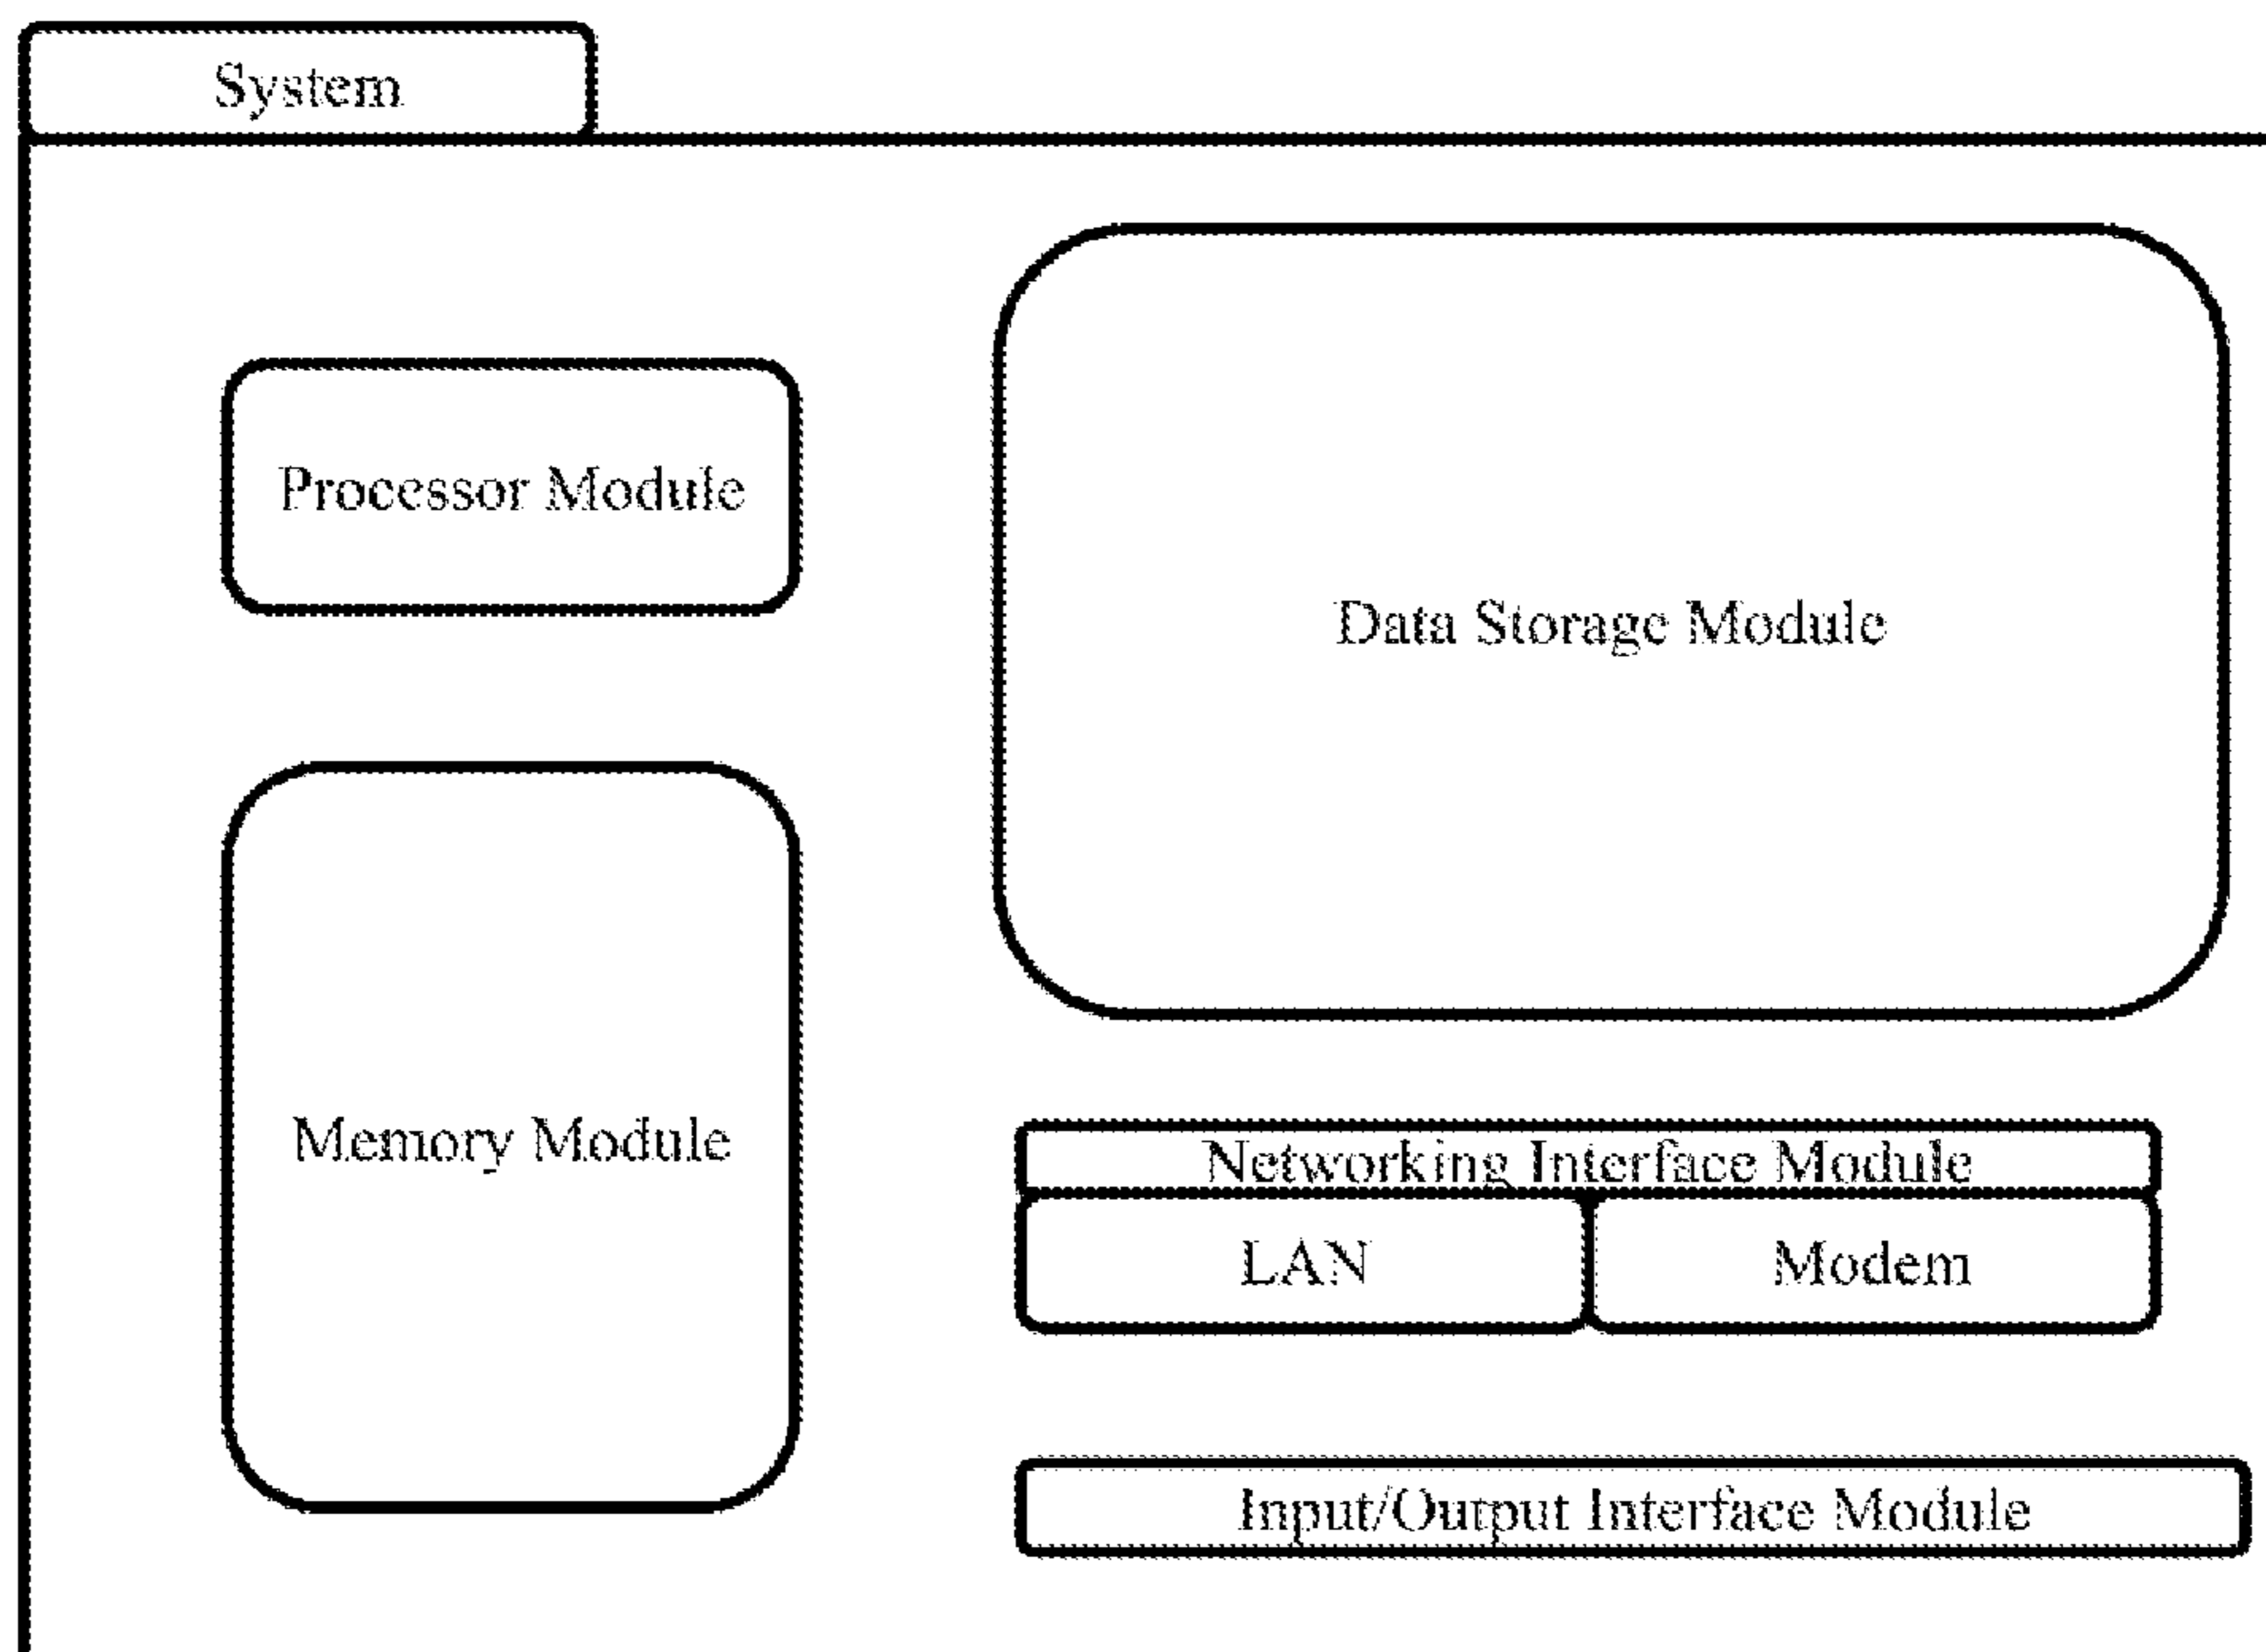 System
Processor Module
Data Storage Module
Memory Module
Networking Interface Module
LAN
Modem
Input/Output Interface Module